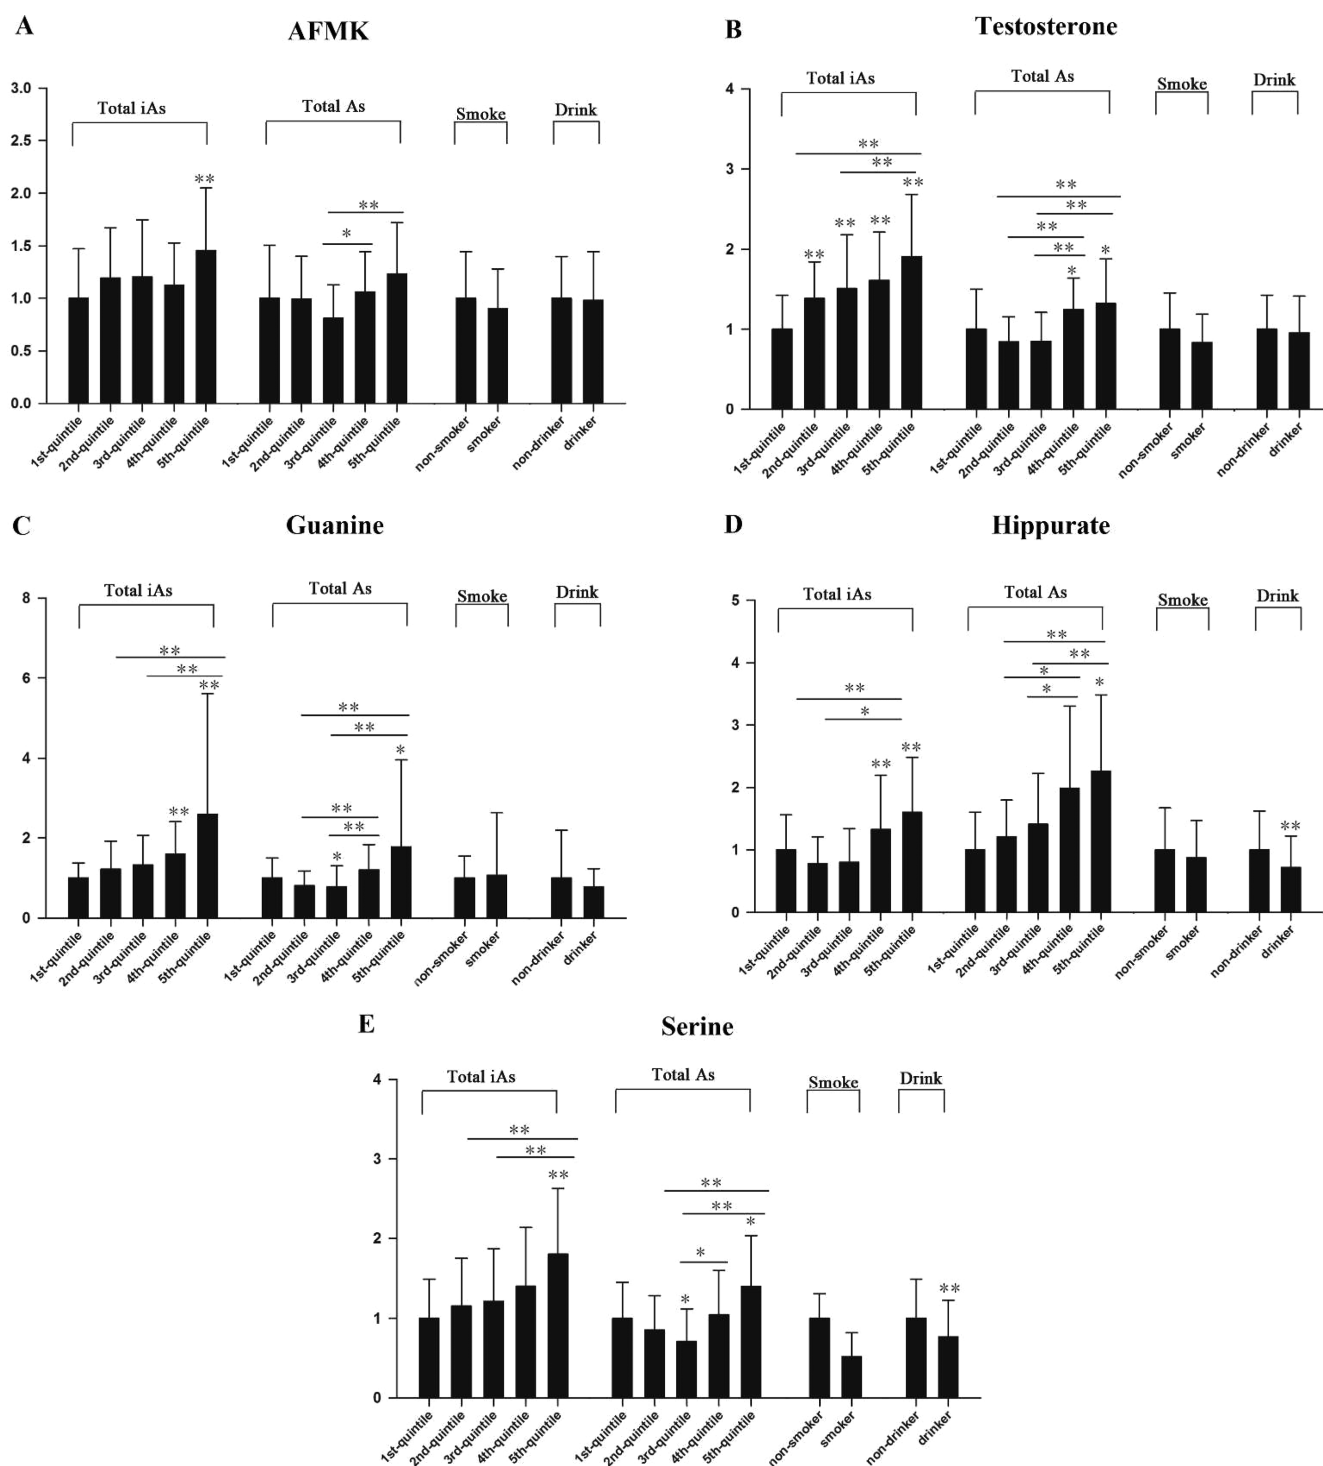 A
AFMK
Total iAs
Total As
Smoke
Drink
3.0
2.5
2.0
1.5
1.0
0.5
0.0
**
**
*
1st-quintile
2nd-quintile
3rd-quintile
4th-quintile
5th-quintile
1st-quintile
2nd-quintile
3rd-quintile
4th-quintile
5th-quintile
non-smoker
smoker
non-drinker
drinker
B
Testosterone
Total iAs
Total As
Smoke
Drink
4
3
2
1
0
**
**
**
**
**
**
**
**
**
**
*
*
1st-quintile
2nd-quintile
3rd-quintile
4th-quintile
5th-quintile
1st-quintile
2nd-quintile
3rd-quintile
4th-quintile
5th-quintile
non-smoker
smoker
non-drinker
drinker
C
Guanine
Total iAs
Total As
Smoke
Drink
8
6
4
2
0
**
**
**
**
**
**
*
**
**
*
1st-quintile
2nd-quintile
3rd-quintile
4th-quintile
5th-quintile
1st-quintile
2nd-quintile
3rd-quintile
4th-quintile
5th-quintile
non-smoker
smoker
non-drinker
drinker
D
Hippurate
Total iAs
Total As
Smoke
Drink
5
4
3
2
1
0
**
*
**
**
**
**
*
*
*
**
1st-quintile
2nd-quintile
3rd-quintile
4th-quintile
5th-quintile
1st-quintile
2nd-quintile
3rd-quintile
4th-quintile
5th-quintile
non-smoker
smoker
non-drinker
drinker
E
Serine
Total iAs
Total As
Smoke
Drink
4
3
2
1
0
**
**
**
**
**
*
*
*
**
1st-quintile
2nd-quintile
3rd-quintile
4th-quintile
5th-quintile
1st-quintile
2nd-quintile
3rd-quintile
4th-quintile
5th-quintile
non-smoker
smoker
non-drinker
drinker